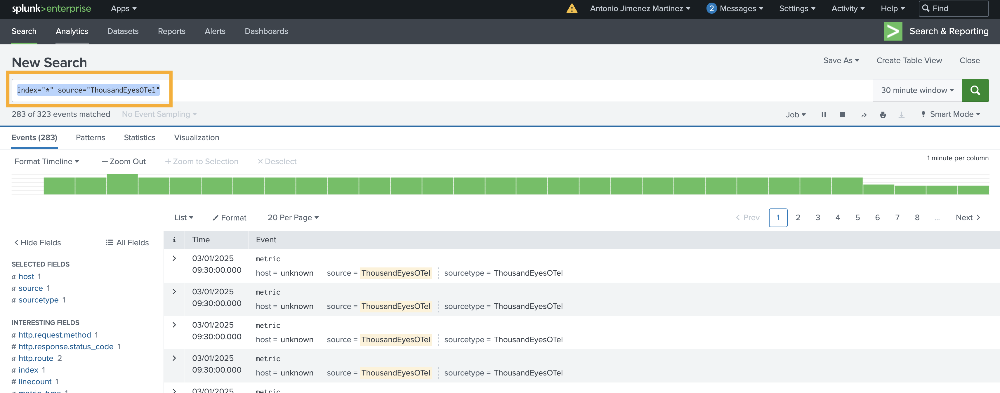 splunk>enterprise Apps Antonio Jimenez Martinez 2 Messages Settings Activity Help Find
Search Analytics Datasets Reports Alerts Dashboards Search & Reporting
New Search Save As Create Table View Close
index="*" source="ThousandEyesOTel" 30 minute window
283 of 323 events matched No Event Sampling Job Smart Mode
Events (283) Patterns Statistics Visualization
Format Timeline — Zoom Out + Zoom to Selection × Deselect 1 minute per column
List Format 20 Per Page < Prev 1 2 3 4 5 6 7 8 ... Next >
< Hide Fields All Fields i Time Event
SELECTED FIELDS
a host 1
a source 1
a sourcetype 1
INTERESTING FIELDS
a http.request.method 1
# http.response.status_code 1
a http.route 2
a index 1
# linecount 1
a metric_type 1
> 03/01/2025 metric
09:30:00.000 host = unknown source = ThousandEyesOTel sourcetype = ThousandEyesOTel
> 03/01/2025 metric
09:30:00.000 host = unknown source = ThousandEyesOTel sourcetype = ThousandEyesOTel
> 03/01/2025 metric
09:30:00.000 host = unknown source = ThousandEyesOTel sourcetype = ThousandEyesOTel
> 03/01/2025 metric
09:30:00.000 host = unknown source = ThousandEyesOTel sourcetype = ThousandEyesOTel
> 03/01/2025 metric